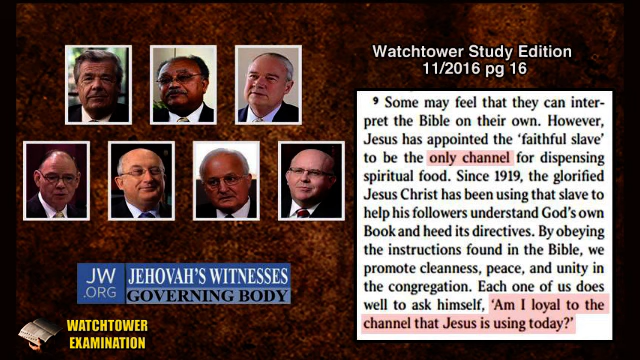 Watchtower Study Edition
11/2016 pg 16
9 Some may feel that they can inter-
pret the Bible on their own. However,
Jesus has appointed the ‘faithful slave’
to be the only channel for dispensing
spiritual food. Since 1919, the glorified
Jesus Christ has been using that slave to
help his followers understand God’s own
Book and heed its directives. By obeying
the instructions found in the Bible, we
promote cleanness, peace, and unity in
the congregation. Each one of us does
well to ask himself, ‘Am I loyal to the
channel that Jesus is using today?’
JW
.ORG
JEHOVAH'S WITNESSES
GOVERNING BODY
WATCHTOWER
EXAMINATION